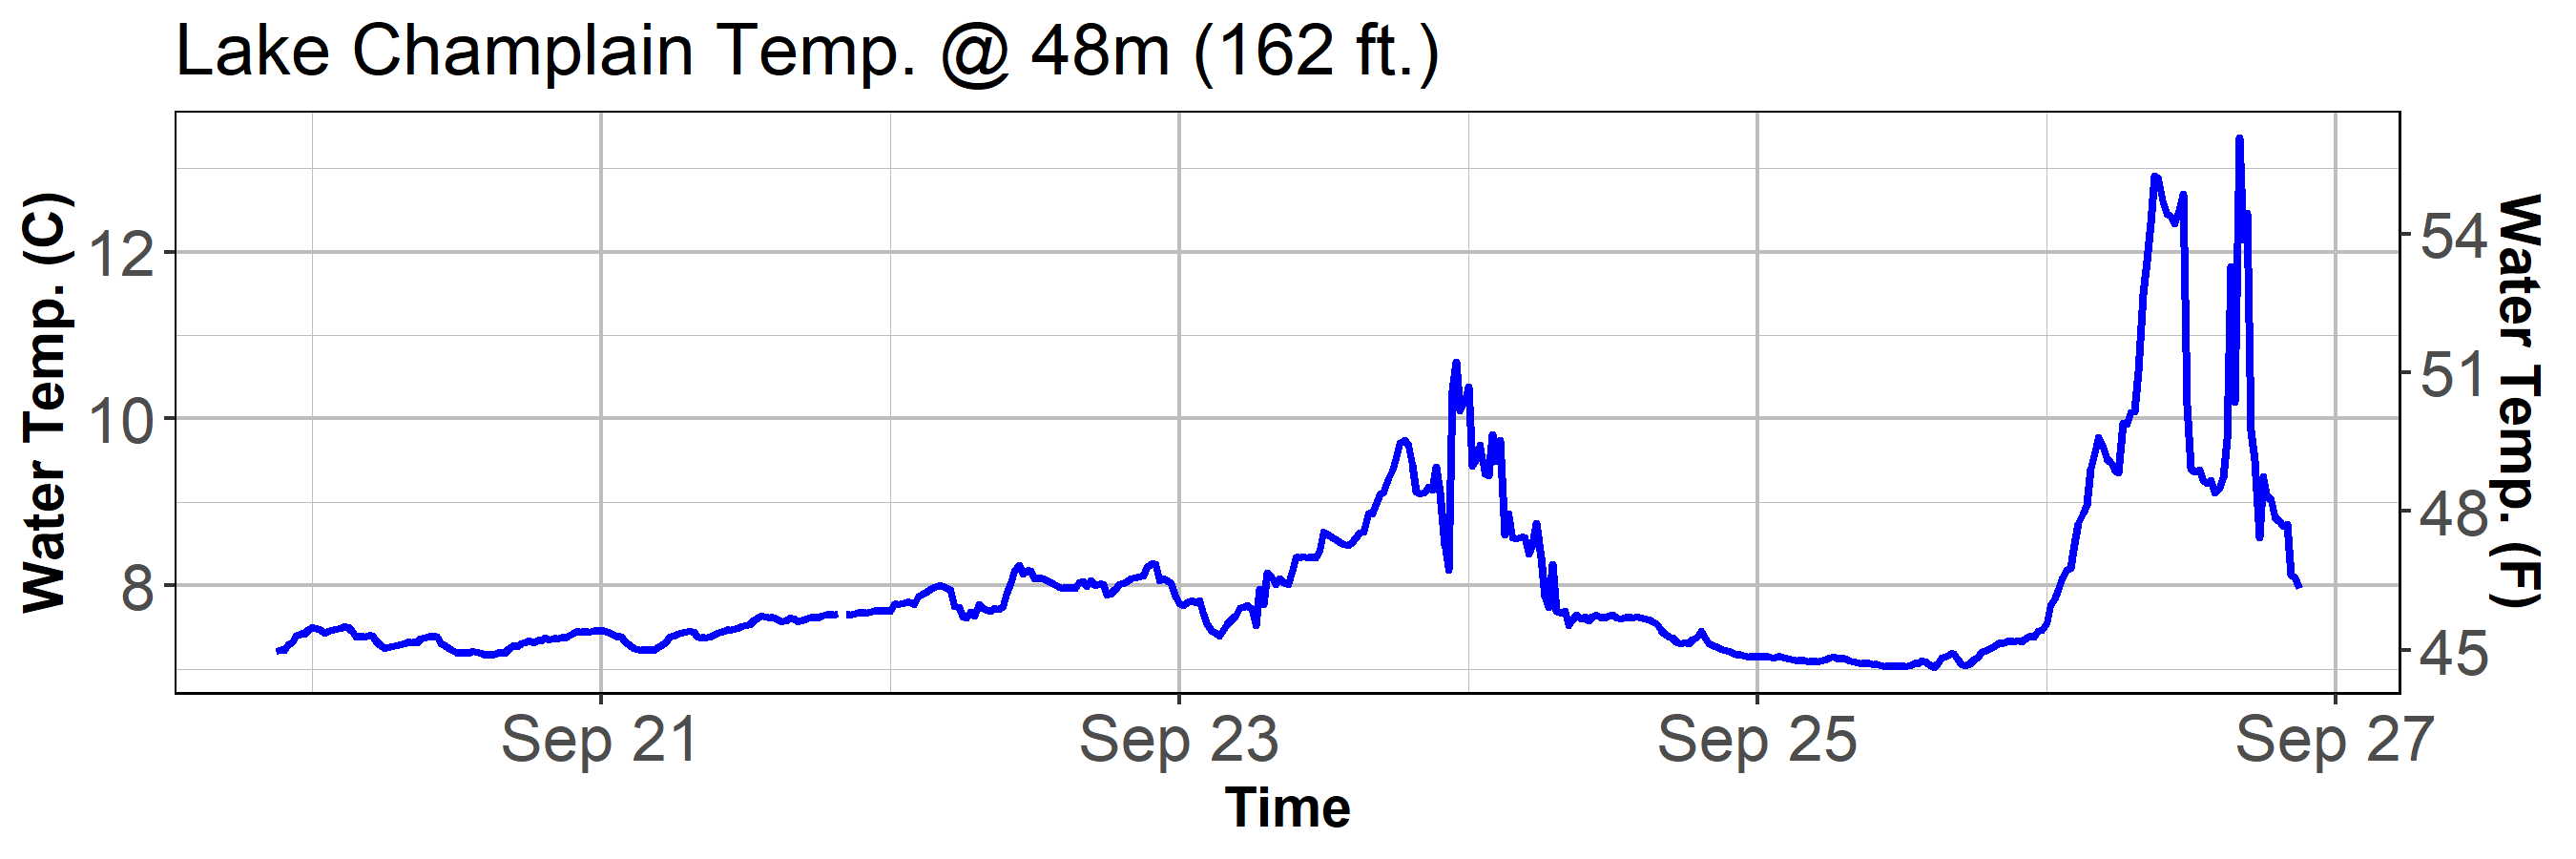 Lake Champlain Temp. @ 48m (162 ft.)
Water Temp. (C)
12
10
8
54
51
48
45
Water Temp. (F)
Sep 21 Sep 23 Sep 25 Sep 27
Time